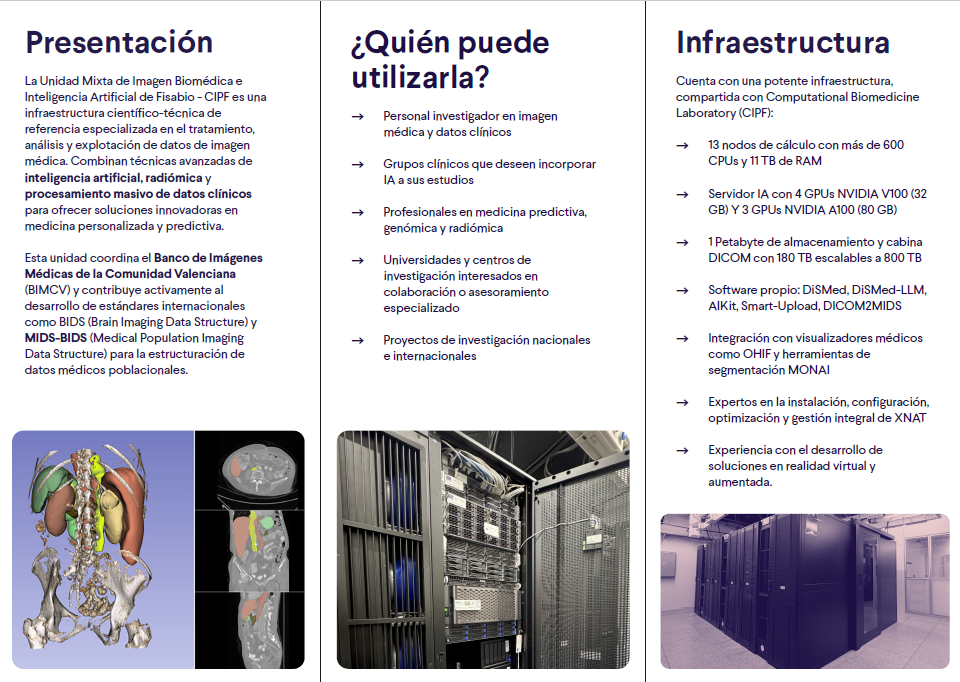 Presentación
La Unidad Mixta de Imagen Biomédica e
Inteligencia Artificial de Fisabio - CIPF es una
infraestructura científico-técnica de
referencia especializada en el tratamiento,
análisis y explotación de datos de imagen
médica. Combinan técnicas avanzadas de
inteligencia artificial, radiómica y
procesamiento masivo de datos clínicos
para ofrecer soluciones innovadoras en
medicina personalizada y predictiva.
Esta unidad coordina el Banco de Imágenes
Médicas de la Comunidad Valenciana
(BIMCV) y contribuye activamente al
desarrollo de estándares internacionales
como BIDS (Brain Imaging Data Structure) y
MIDS-BIDS (Medical Population Imaging
Data Structure) para la estructuración de
datos médicos poblacionales.
¿Quién puede
utilizarla?
→ Personal investigador en imagen
médica y datos clínicos
→ Grupos clínicos que deseen incorporar
IA a sus estudios
→ Profesionales en medicina predictiva,
genómica y radiómica
→ Universidades y centros de
investigación interesados en
colaboración o asesoramiento
especializado
→ Proyectos de investigación nacionales
e internacionales
Infraestructura
Cuenta con una potente infraestructura,
compartida con Computational Biomedicine
Laboratory (CIPF):
→ 13 nodos de cálculo con más de 600
CPUs y 11 TB de RAM
→ Servidor IA con 4 GPUs NVIDIA V100 (32
GB) Y 3 GPUs NVIDIA A100 (80 GB)
→ 1 Petabyte de almacenamiento y cabina
DICOM con 180 TB escalables a 800 TB
→ Software propio: DiSMed, DiSMed-LLM,
AIKit, Smart-Upload, DICOM2MIDS
→ Integración con visualizadores médicos
como OHIF y herramientas de
segmentación MONAI
→ Expertos en la instalación, configuración,
optimización y gestión integral de XNAT
→ Experiencia con el desarrollo de
soluciones en realidad virtual y
aumentada.